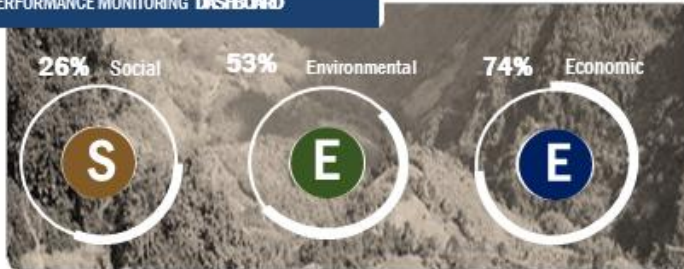 ERFORMANCE MONITORING DASHBOARD
26% Social
53% Environmental
74% Economic
S
E
E